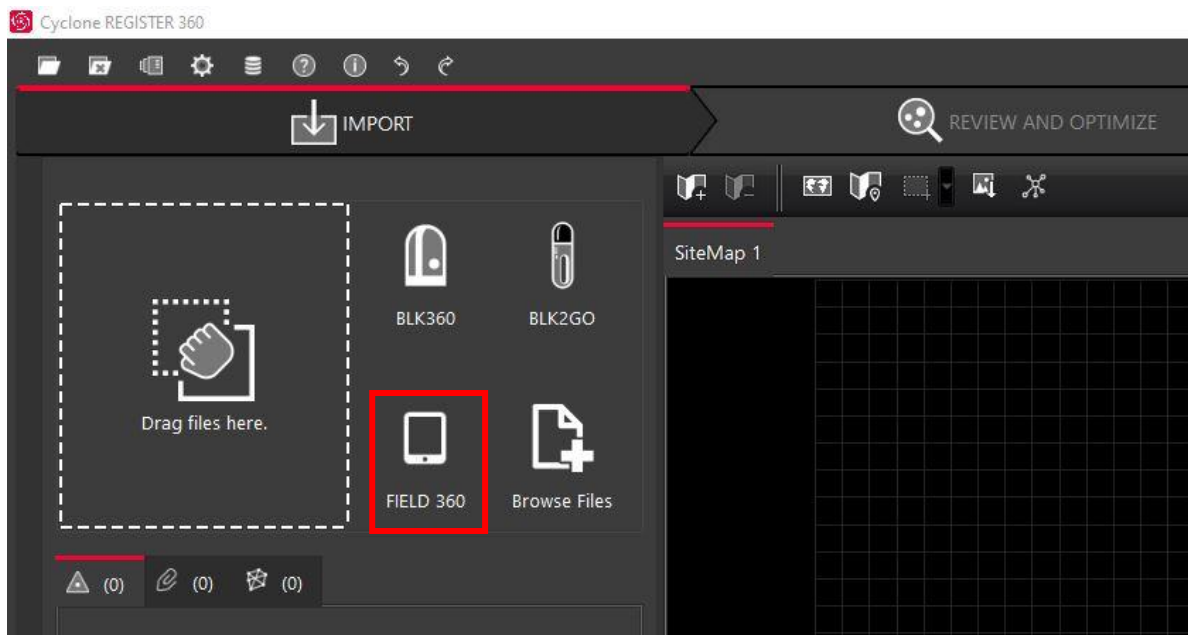 Cyclone REGISTER 360
IMPORT
REVIEW AND OPTIMIZE
SiteMap 1
BLK360
BLK2GO
Drag files here.
FIELD 360
Browse Files
(0)
(0)
(0)